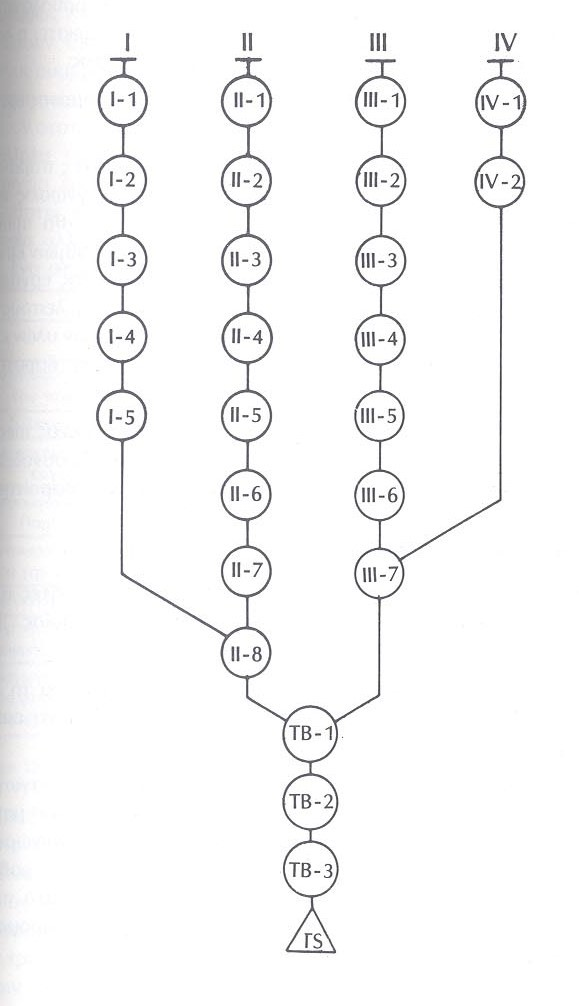 I II III IV
I-1 II-1 III-1 IV-1
I-2 II-2 III-2 IV-2
I-3 II-3 III-3
I-4 II-4 III-4
I-5 II-5 III-5
II-6 III-6
II-7 III-7
II-8
TB-1
TB-2
TB-3
ΓS